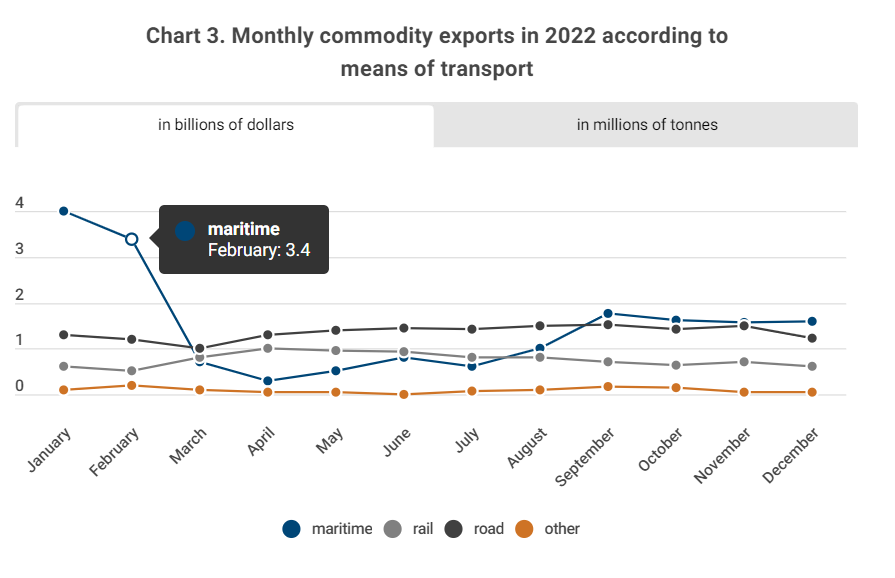 Chart 3. Monthly commodity exports in 2022 according to
means of transport
in billions of dollars
in millions of tonnes
4
maritime
February: 3.4
3
2
1
0
January
February
March
April
May
June
July
August
September
October
November
December
maritime
rail
road
other